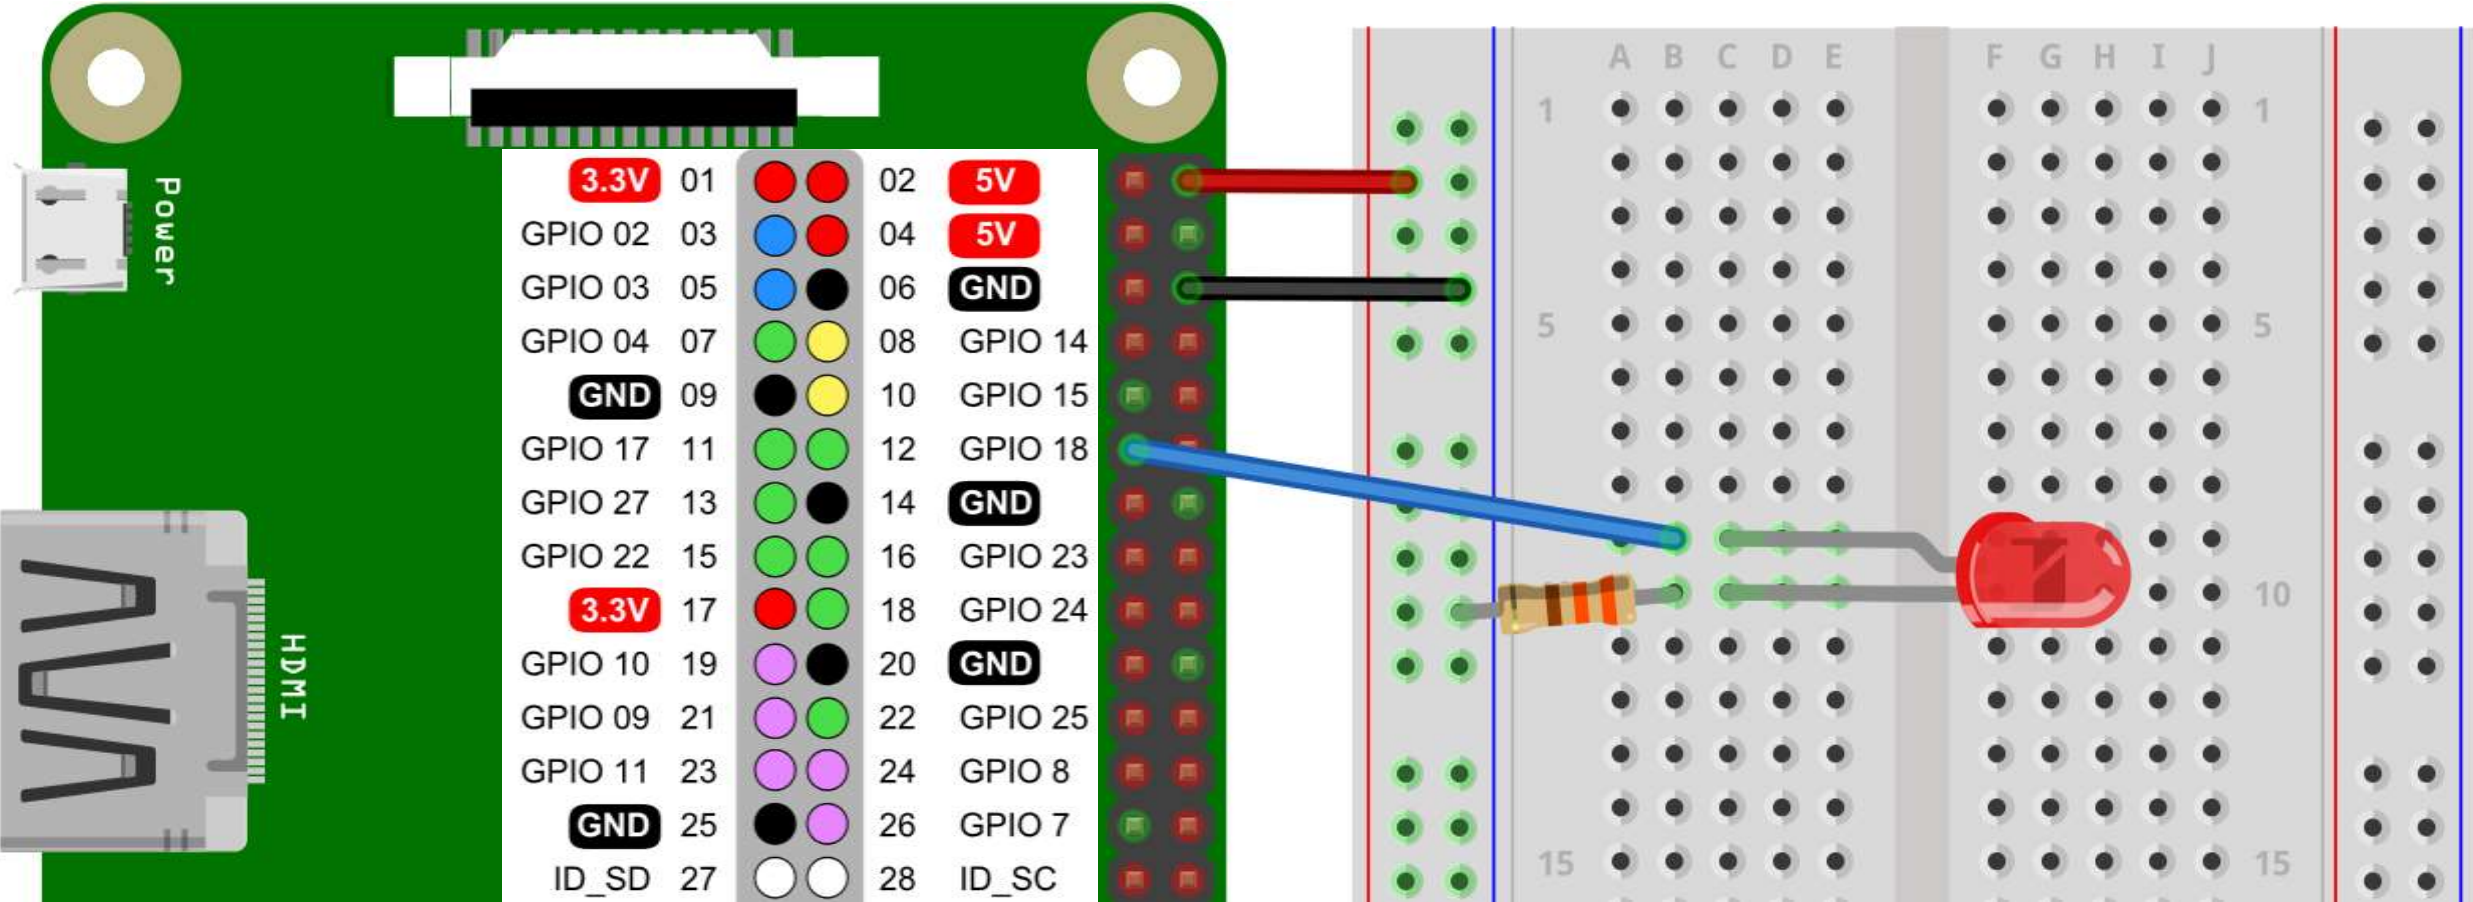 A B C D E F G H I J
1 1
3.3V 01 02 5V
Power
GPIO 02 03 04 5V
GPIO 03 05 06 GND
5 5
GPIO 04 07 08 GPIO 14
GND 09 10 GPIO 15
GPIO 17 11 12 GPIO 18
GPIO 27 13 14 GND
GPIO 22 15 16 GPIO 23
10
3.3V 17 18 GPIO 24
HDMI
GPIO 10 19 20 GND
GPIO 09 21 22 GPIO 25
GPIO 11 23 24 GPIO 8
GND 25 26 GPIO 7
15 15
ID_SD 27 28 ID_SC